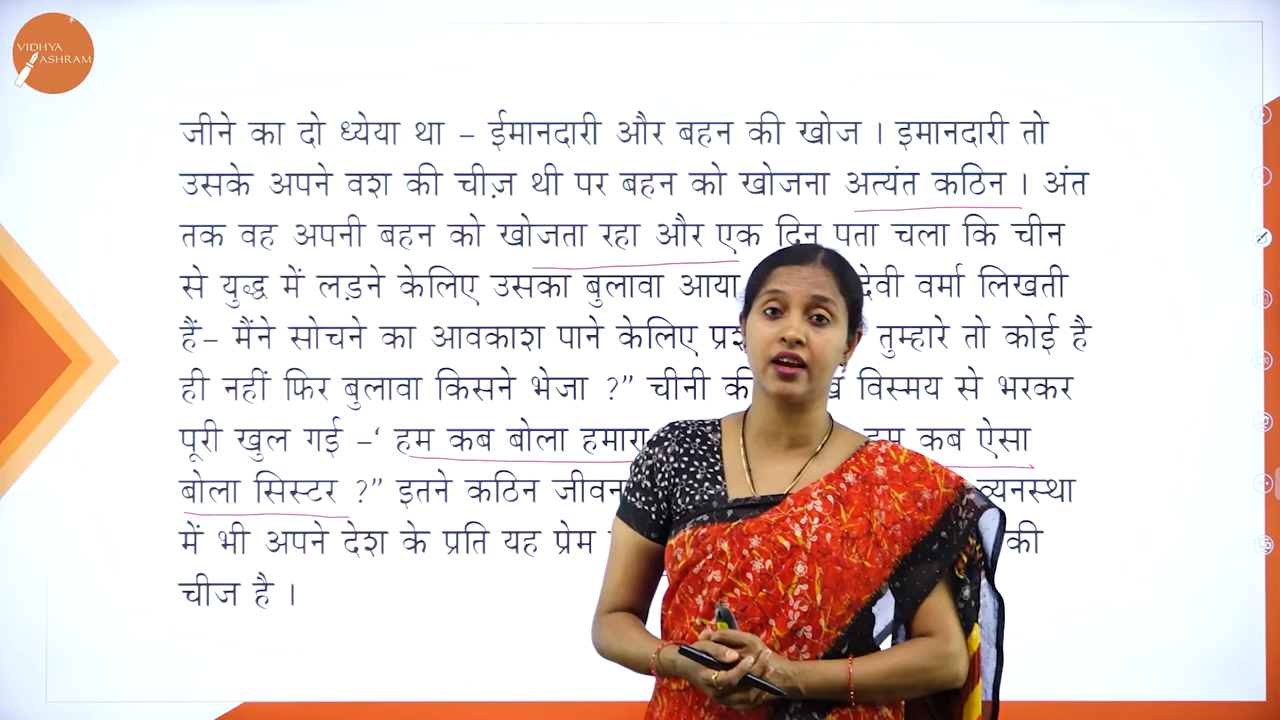 VIDHYA
ASHRAM
जीने का दो ध्येया था – ईमानदारी और बहन की खोज । इमानदारी तो
उसके अपने वश की चीज़ थी पर बहन को खोजना अत्यंत कठिन । अंत
तक वह अपनी बहन को खोजता रहा और एक दिन पता चला कि चीन
से युद्ध में लड़ने केलिए उसका बुलावा आया देवी वर्मा लिखती
हैं– मैंने सोचने का आवकाश पाने केलिए तुम्हारे तो कोई है
ही नहीं फिर बुलावा किसने भेजा ?” चीनी की विस्मय से भरकर
पूरी खुल गई –‘ हम कब बोला हमारा हम कब ऐसा
बोला सिस्टर ?” इतने कठिन जीवन
में भी अपने देश के प्रति यह प्रेम की
चीज है ।